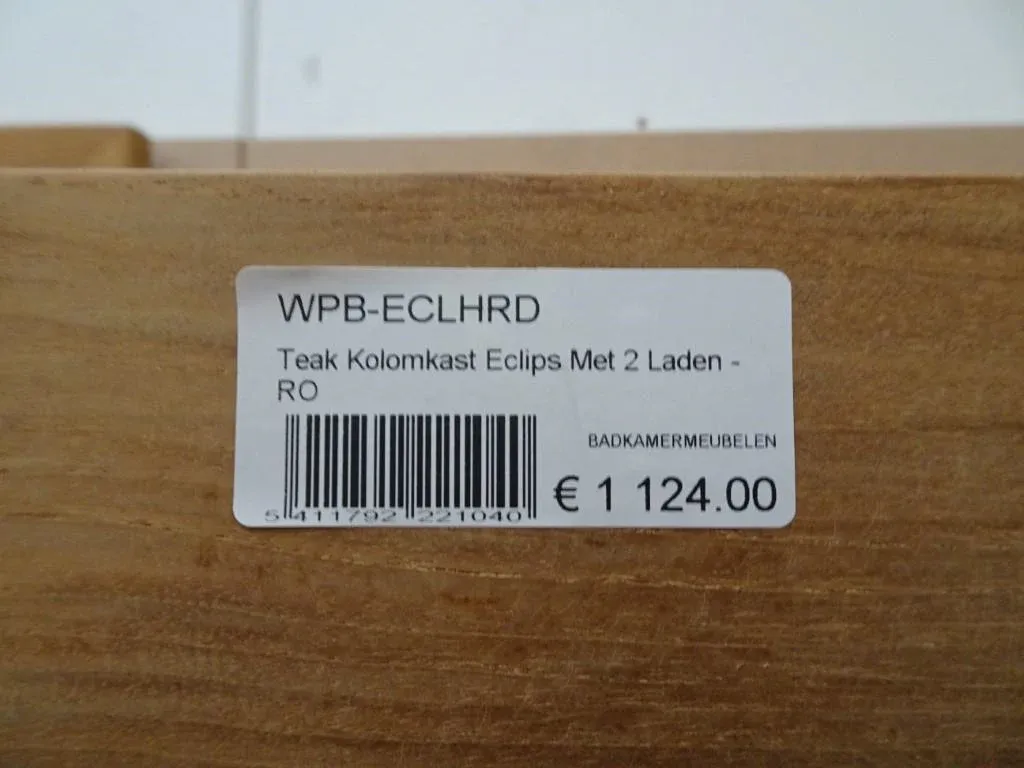 WPB-ECLHRD
Teak Kolomkast Eclips Met 2 Laden -
RO
BADKAMERMEUBELEN
€ 1 124.00
5 411792 221040